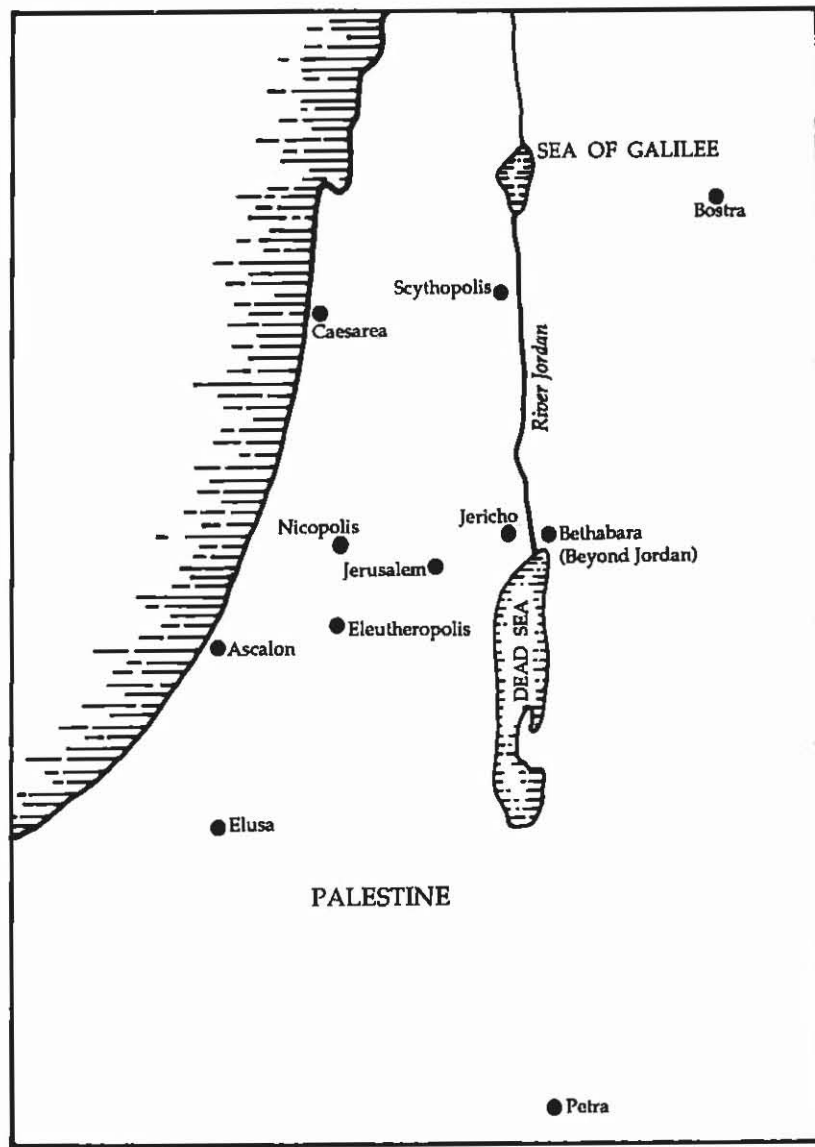 SEA OF GALILEE
Bostra
Scythopolis
Caesarea
River Jordan
Nicopolis
Jericho
Bethabara
(Beyond Jordan)
Jerusalem
Eleutheropolis
Ascalon
DEAD SEA
Elusa
PALESTINE
Petra